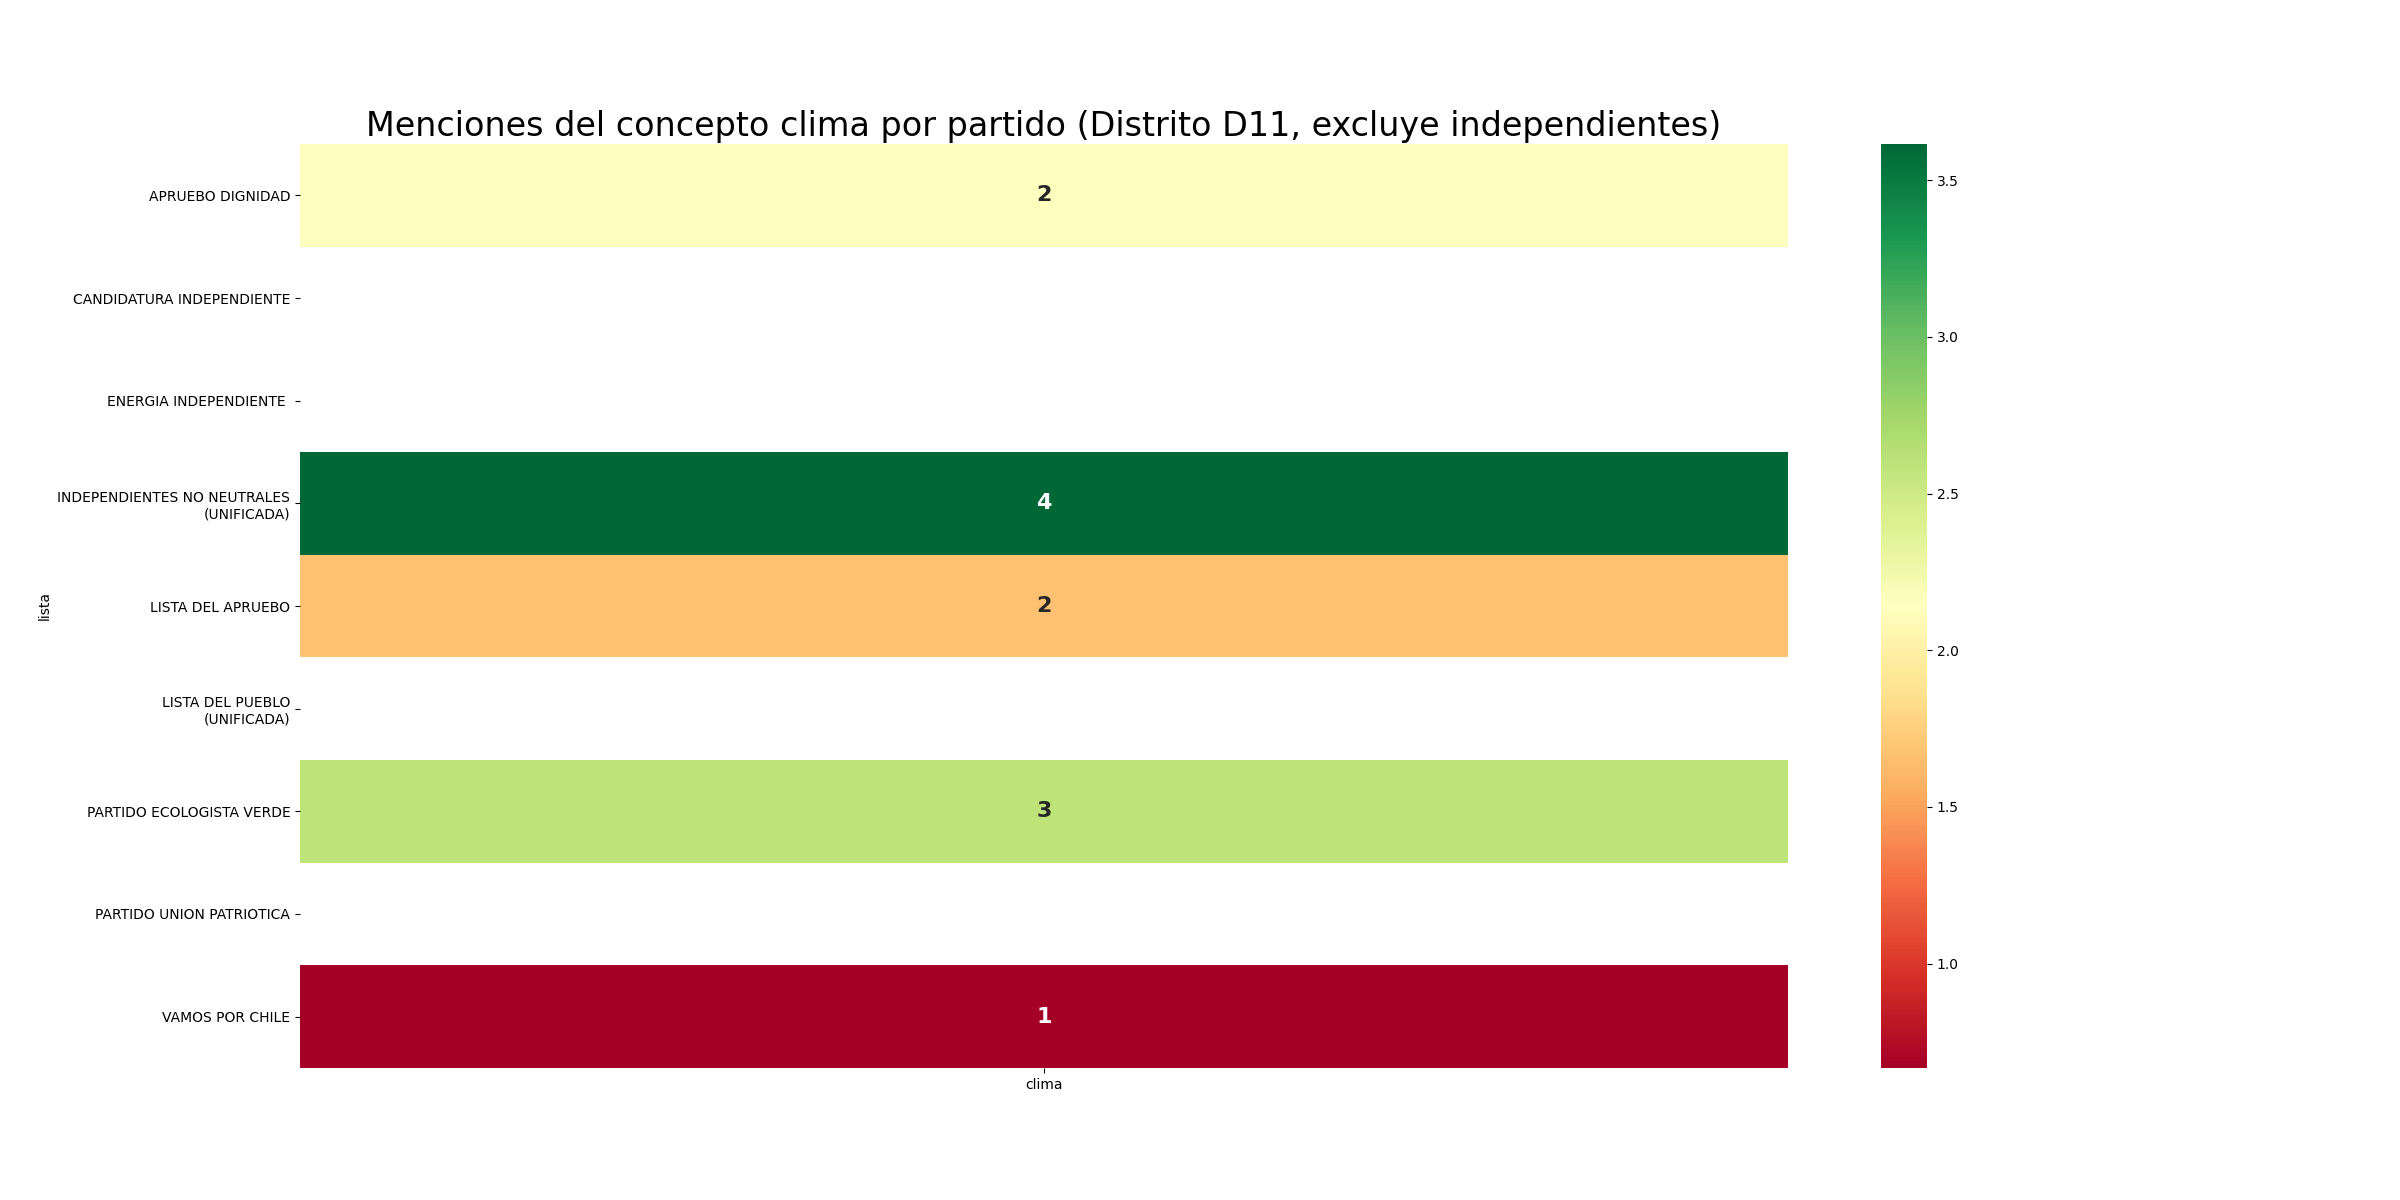 Menciones del concepto clima por partido (Distrito D11, excluye independientes)
APRUEBO DIGNIDAD
2
CANDIDATURA INDEPENDIENTE
ENERGIA INDEPENDIENTE
INDEPENDIENTES NO NEUTRALES
(UNIFICADA)
4
LISTA DEL APRUEBO
2
LISTA DEL PUEBLO
(UNIFICADA)
PARTIDO ECOLOGISTA VERDE
3
PARTIDO UNION PATRIOTICA
VAMOS POR CHILE
1
lista
clima
3.5
3.0
2.5
2.0
1.5
1.0